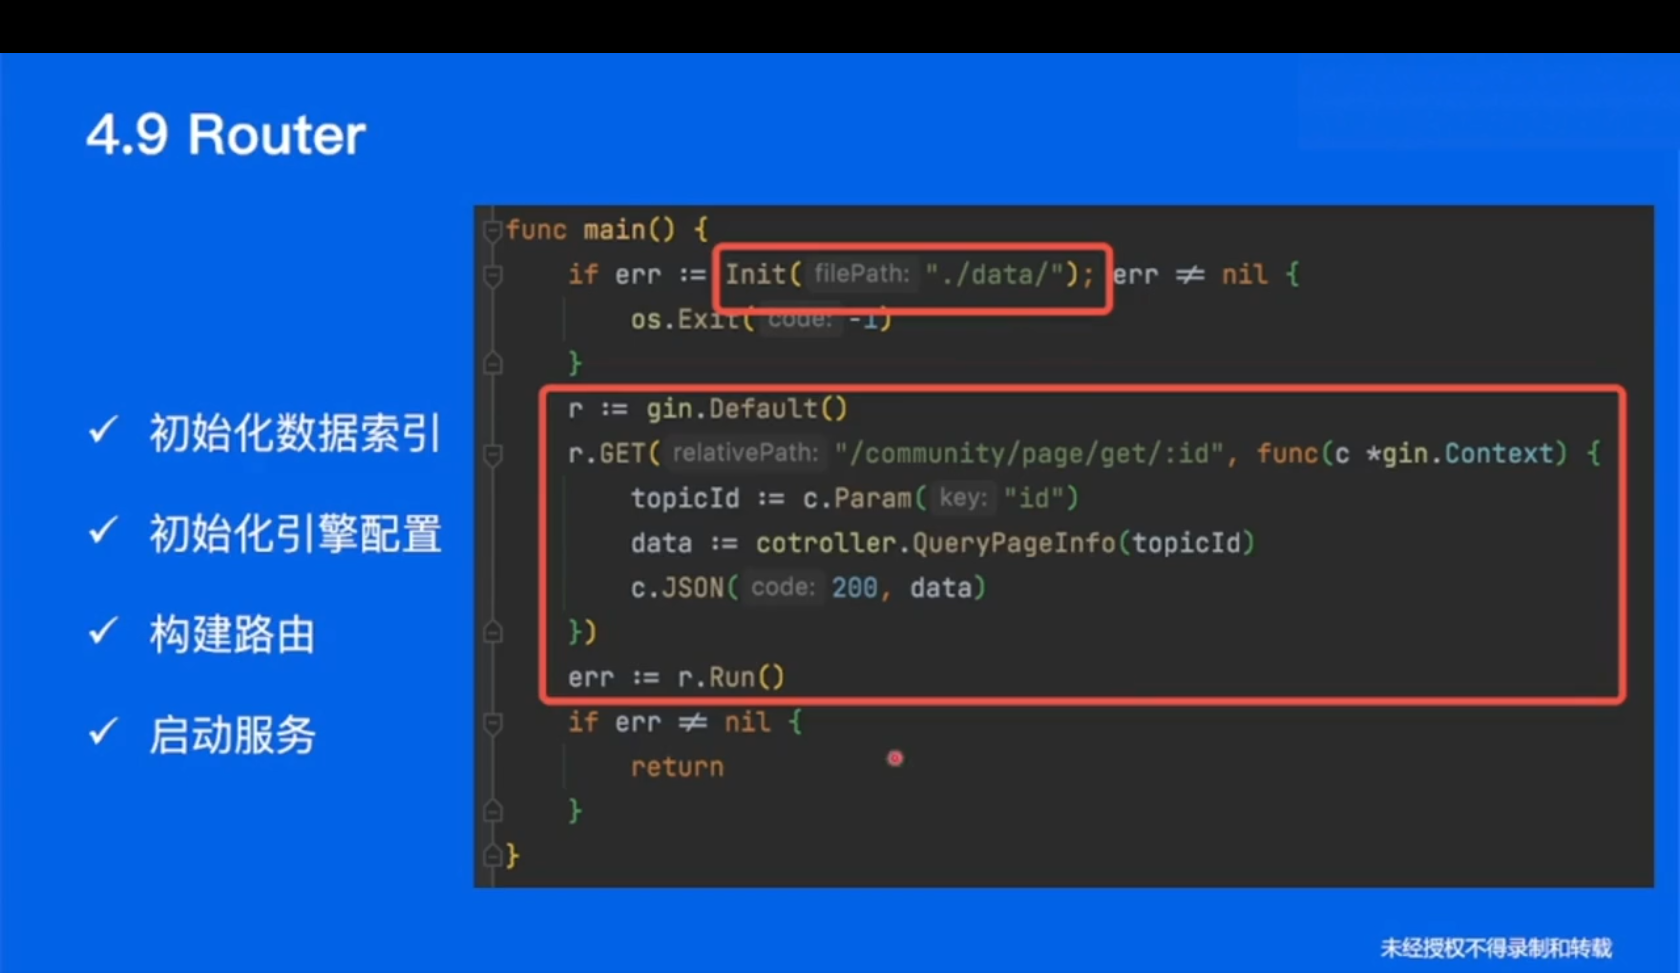 4.9 Router
初始化数据索引
初始化引擎配置
构建路由
启动服务
func main() {
if err := Init( filePath: "./data/"); err ≠ nil {
os.Exit( code: -1)
}
r := gin.Default()
r.GET( relativePath: "/community/page/get/:id", func(c *gin.Context) {
topicId := c.Param( key: "id")
data := cotroller.QueryPageInfo(topicId)
c.JSON( code: 200, data)
})
err := r.Run()
if err ≠ nil {
return
}
}
未经授权不得录制和转载